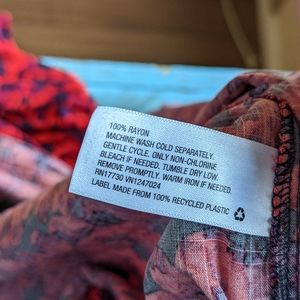 100% RAYON
MACHINE WASH COLD SEPARATELY.
GENTLE CYCLE. ONLY NON-CHLORINE
BLEACH IF NEEDED. TUMBLE DRY LOW.
REMOVE PROMPTLY. WARM IRON IF NEEDED.
RN17730 VN1247024
LABEL MADE FROM 100% RECYCLED PLASTIC